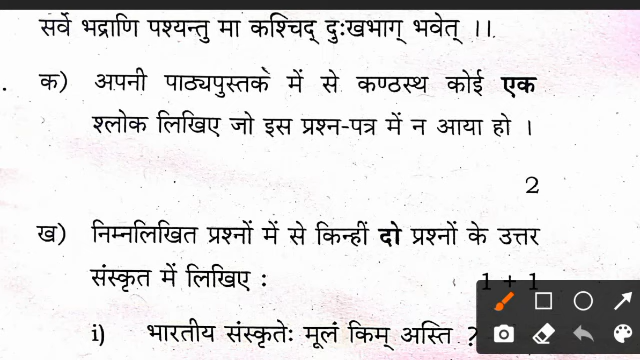 सर्वे भद्राणि पश्यन्तु मा कश्चिद् दुःखभाग् भवेत् ।।
क) अपनी पाठ्यपुस्तक में से कण्ठस्थ कोई एक
श्लोक लिखिए जो इस प्रश्न-पत्र में न आया हो ।
2
ख) निम्नलिखित प्रश्नों में से किन्हीं दो प्रश्नों के उत्तर
संस्कृत में लिखिए : 1 + 1
i) भारतीय संस्कृतेः मूलं किम् अस्ति ?